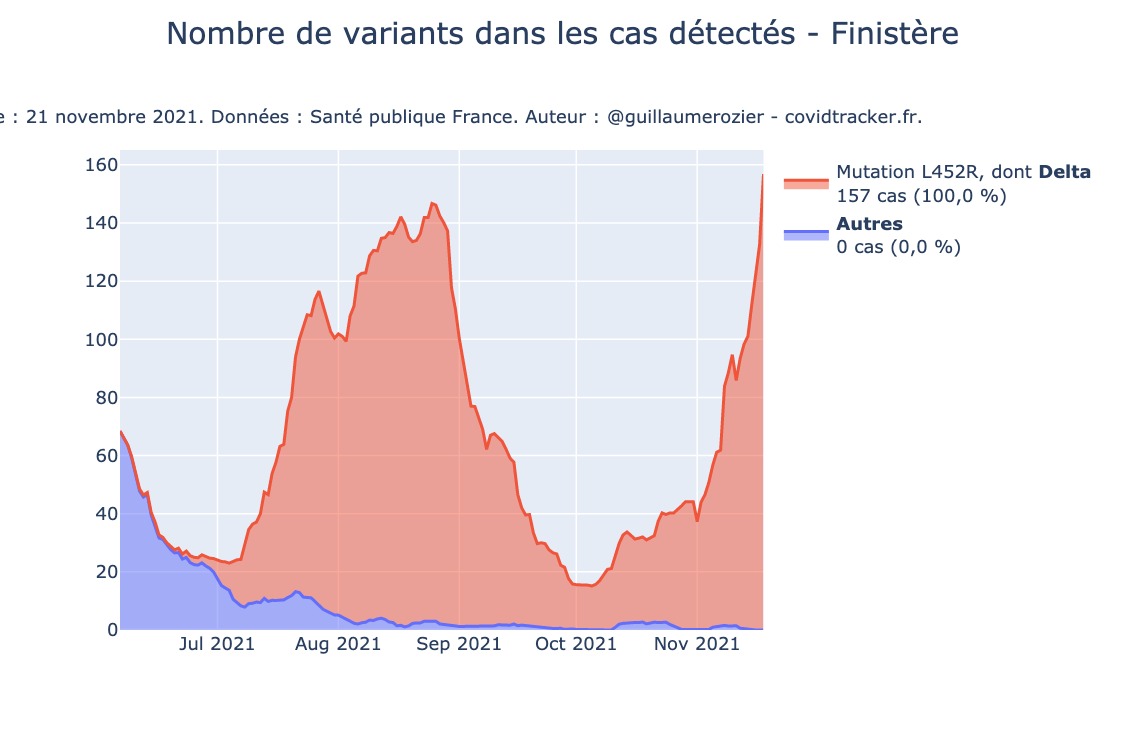 Nombre de variants dans les cas détectés - Finistère
: 21 novembre 2021. Données : Santé publique France. Auteur : @guillaumerozier - covidtracker.fr.
160
140
120
100
80
60
40
20
0
Jul 2021
Aug 2021
Sep 2021
Oct 2021
Nov 2021
Mutation L452R, dont Delta
157 cas (100,0 %)
Autres
0 cas (0,0 %)